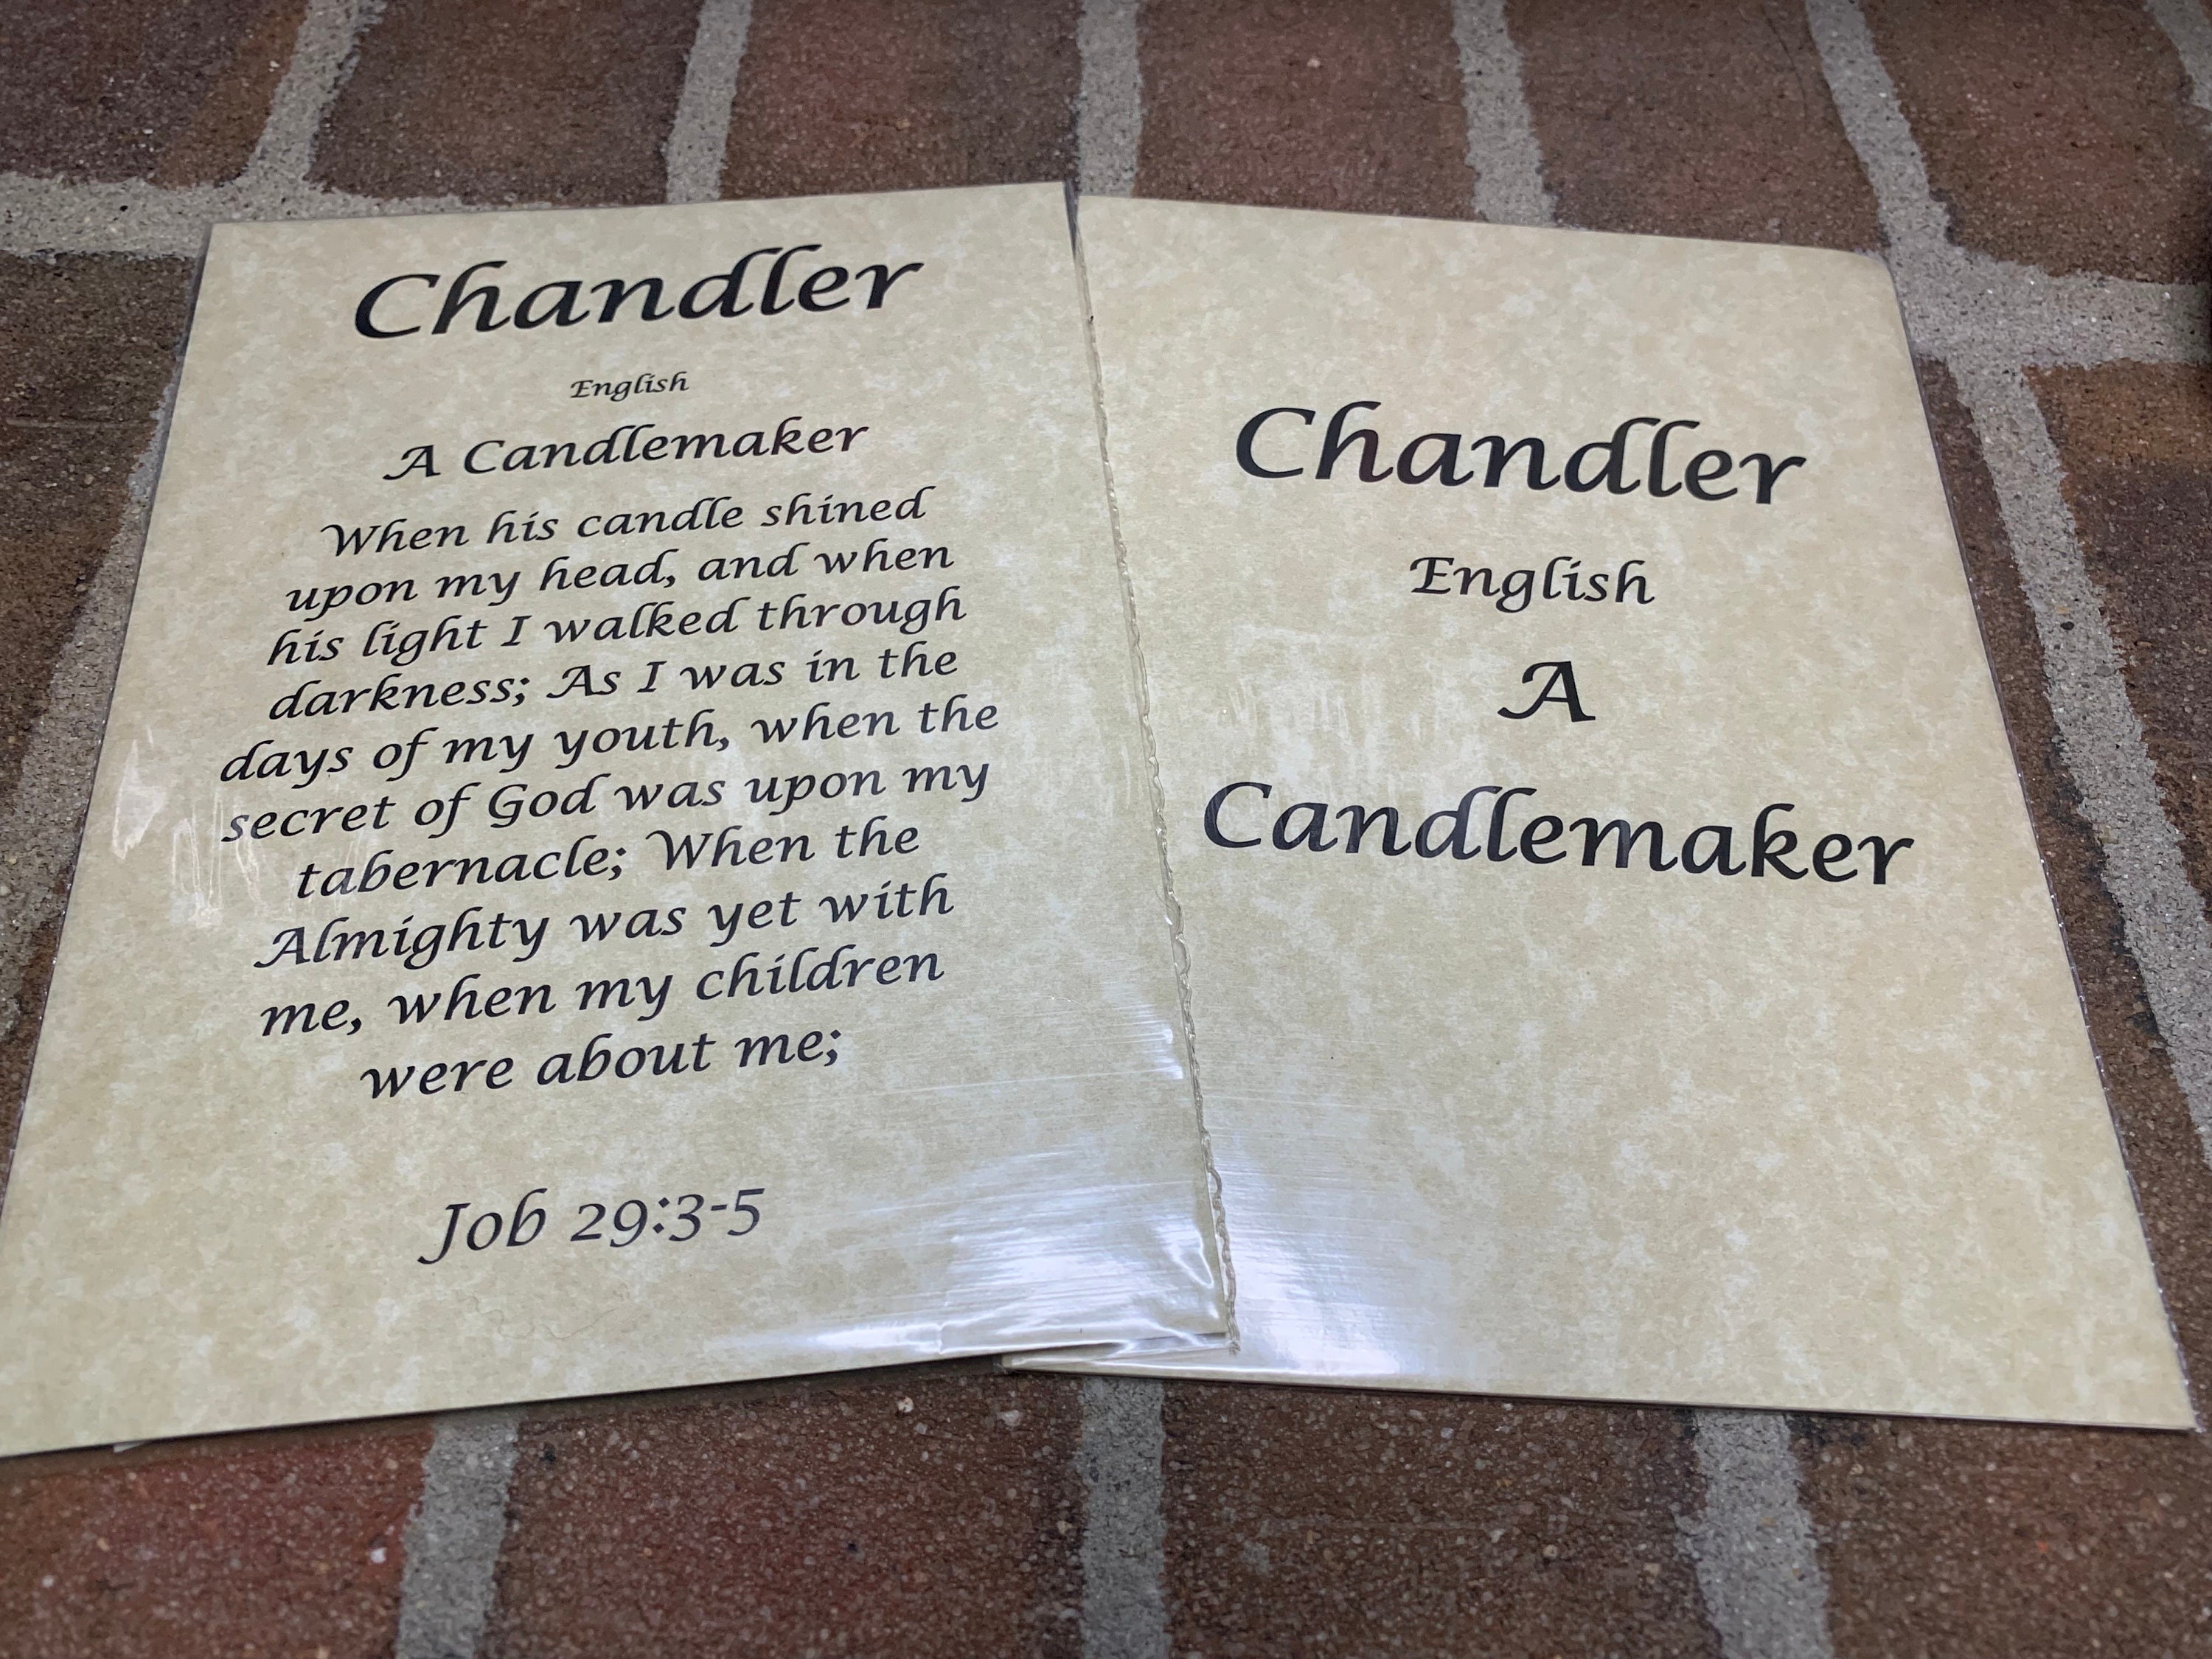 Chandler
English
A Candlemaker
When his candle shined
upon my head, and when
his light I walked through
darkness; As I was in the
days of my youth, when the
secret of God was upon my
tabernacle; When the
Almighty was yet with
me, when my children
were about me;
Job 29:3-5
Chandler
English
A
Candlemaker